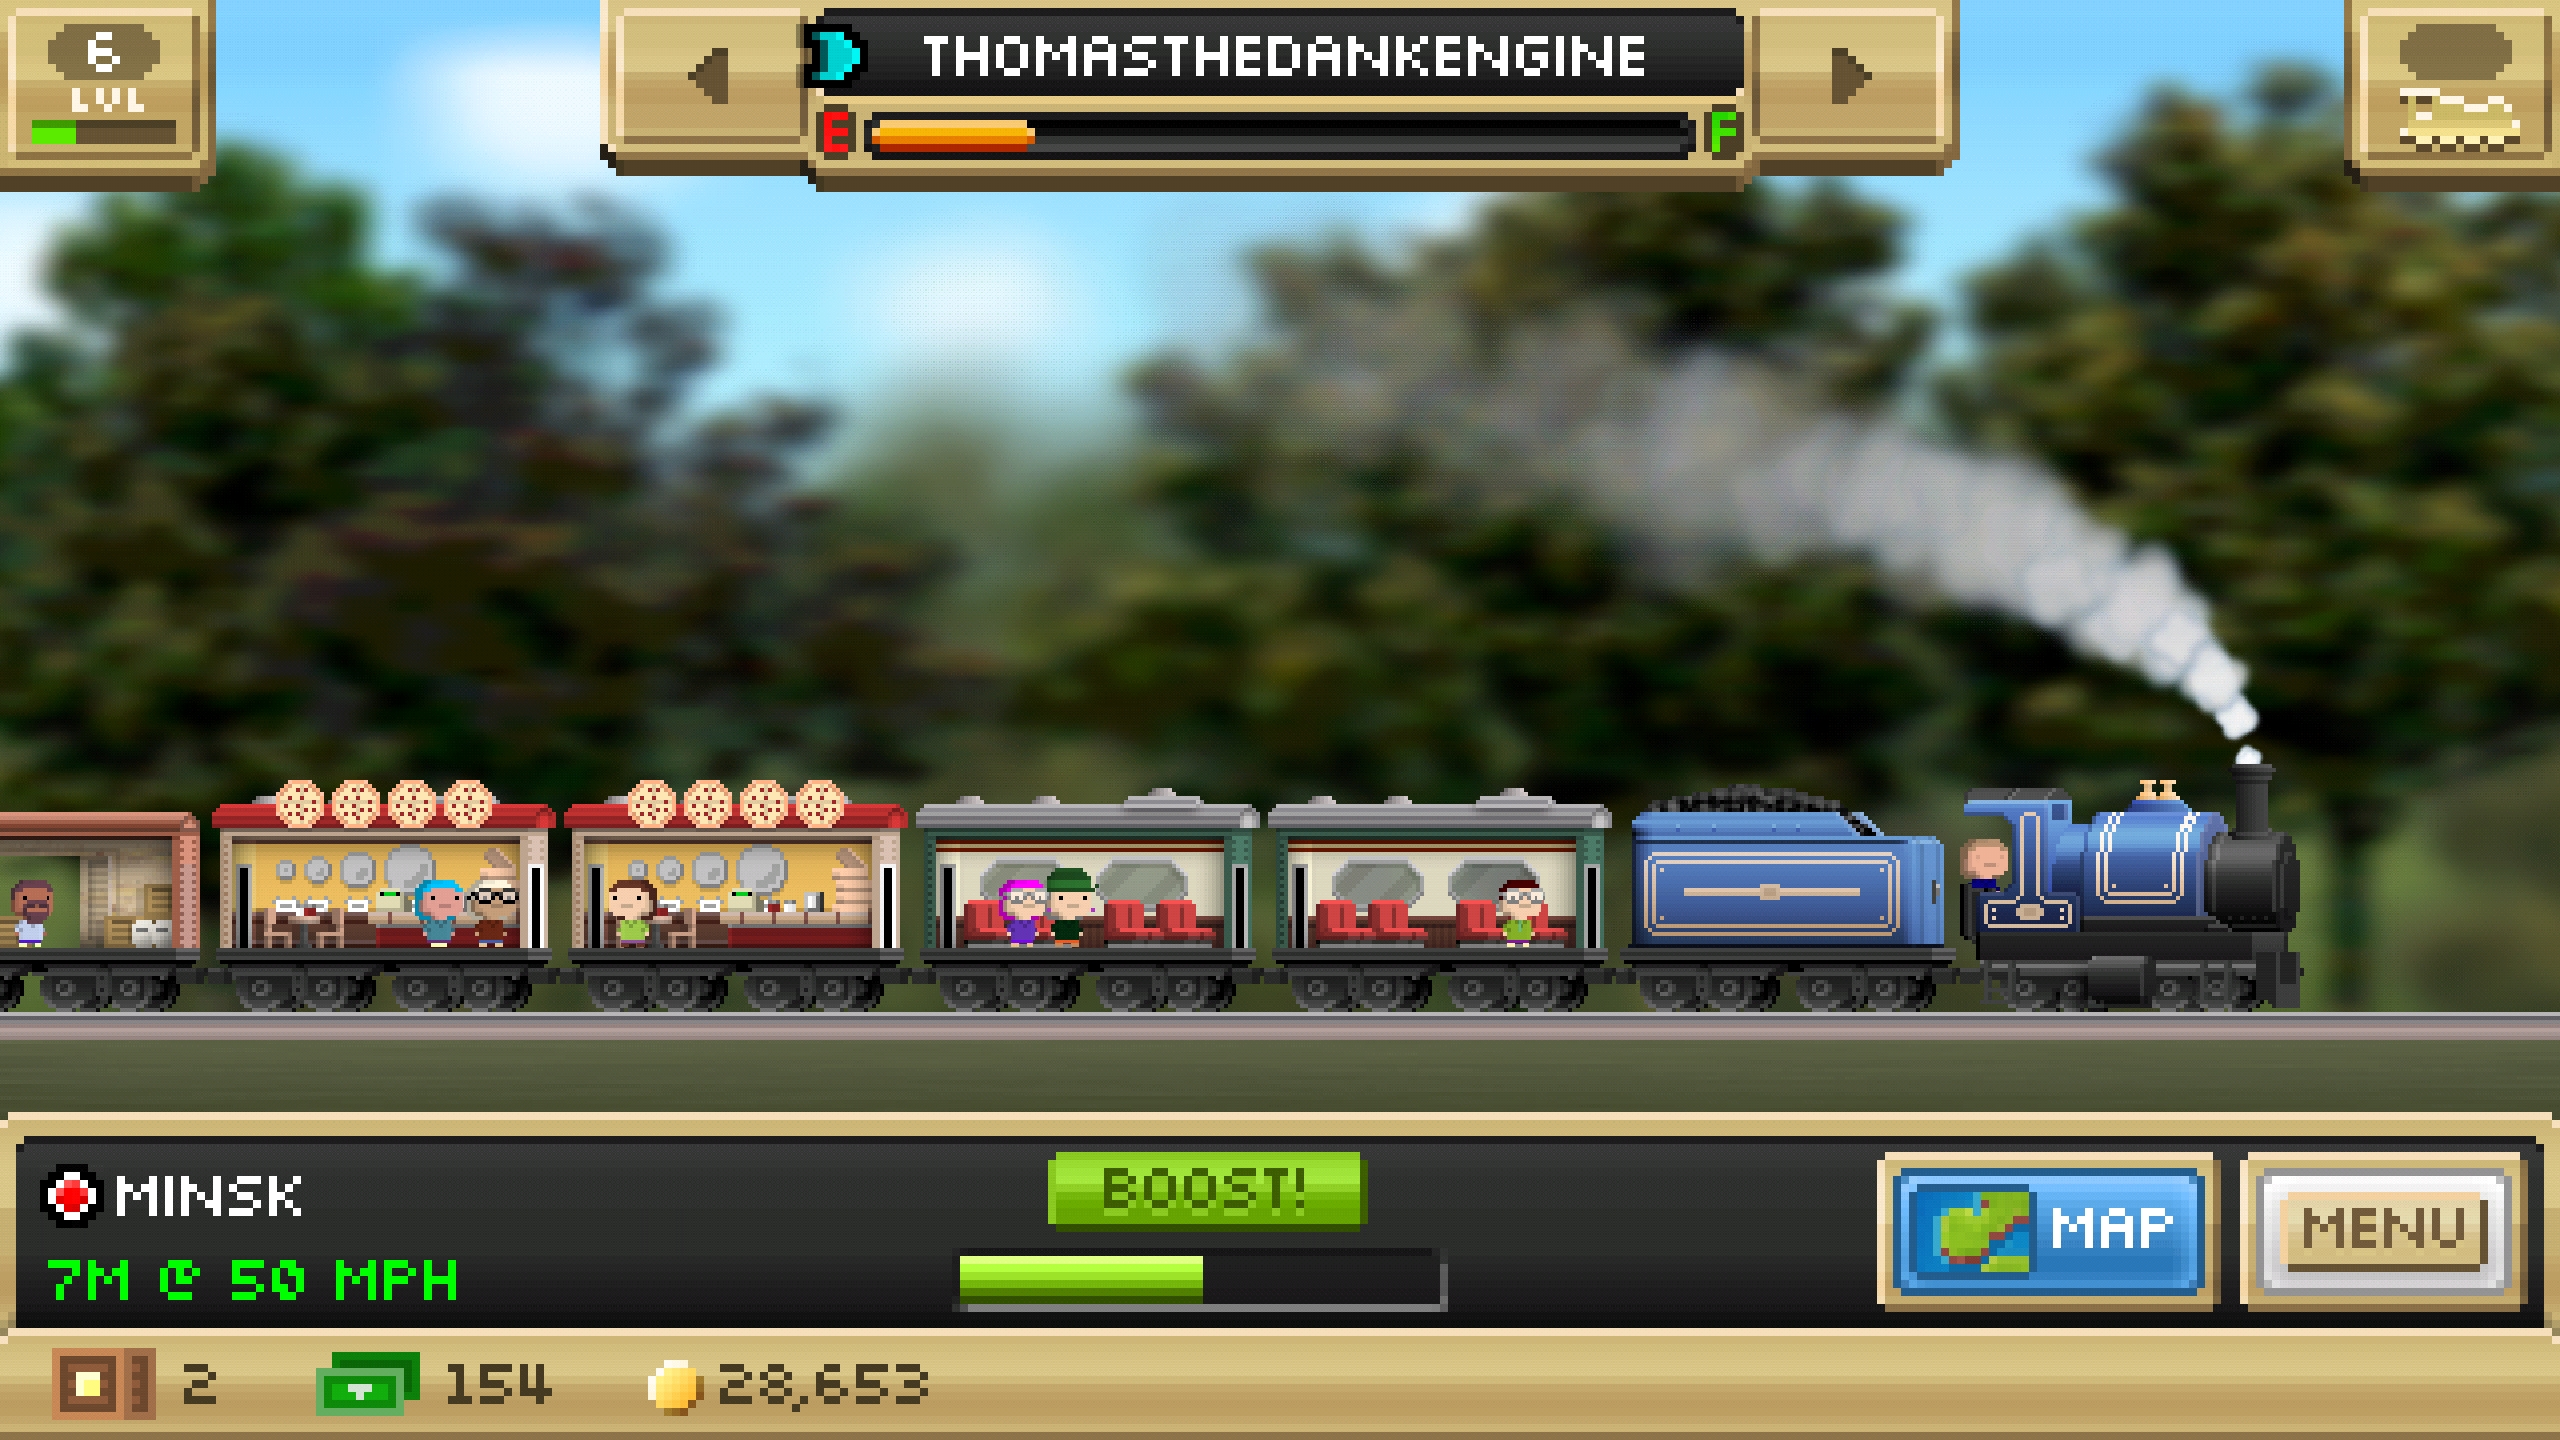 6
LVL
THOMASTHEDANKENGINE
E F
MINSK
7M @ 50 MPH
BOOST!
MAP
MENU
2
154
28,653